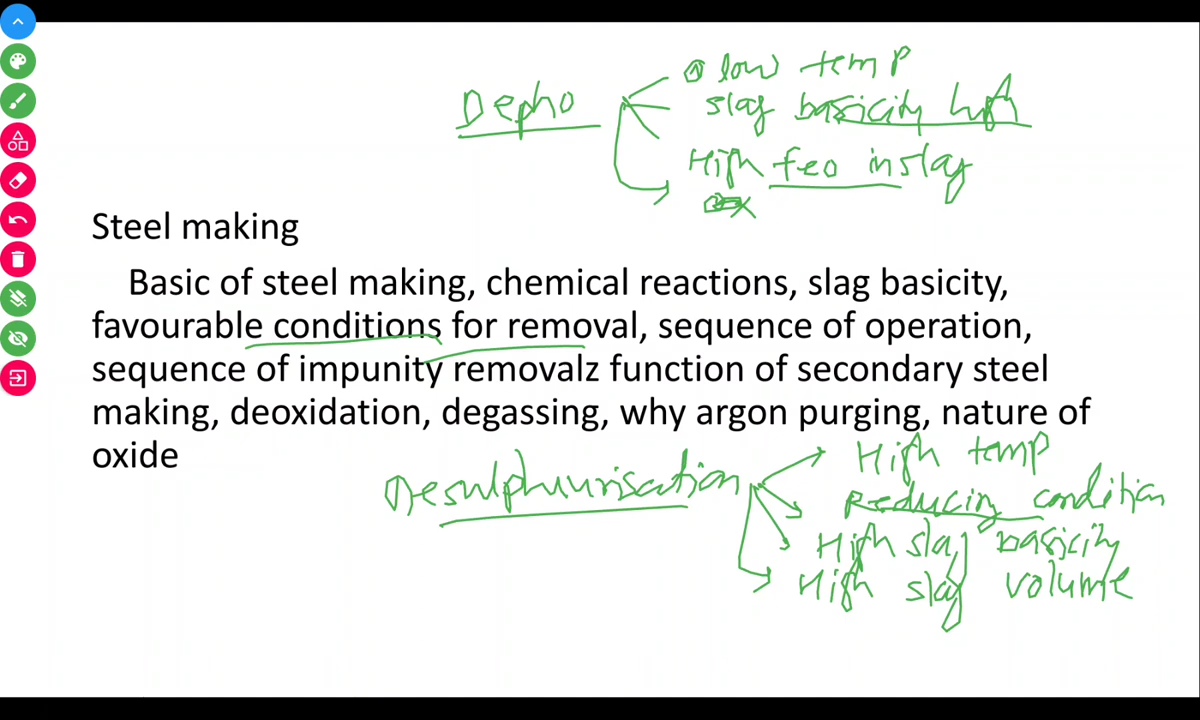 low temp
Depho
slag basicity high
High feo in slag
Steel making
Basic of steel making, chemical reactions, slag basicity,
favourable conditions for removal, sequence of operation,
sequence of impunity removalz function of secondary steel
making, deoxidation, degassing, why argon purging, nature of
oxide
High temp
Desulphuurisation
Reducing condition
High slag basicity
High slag volume